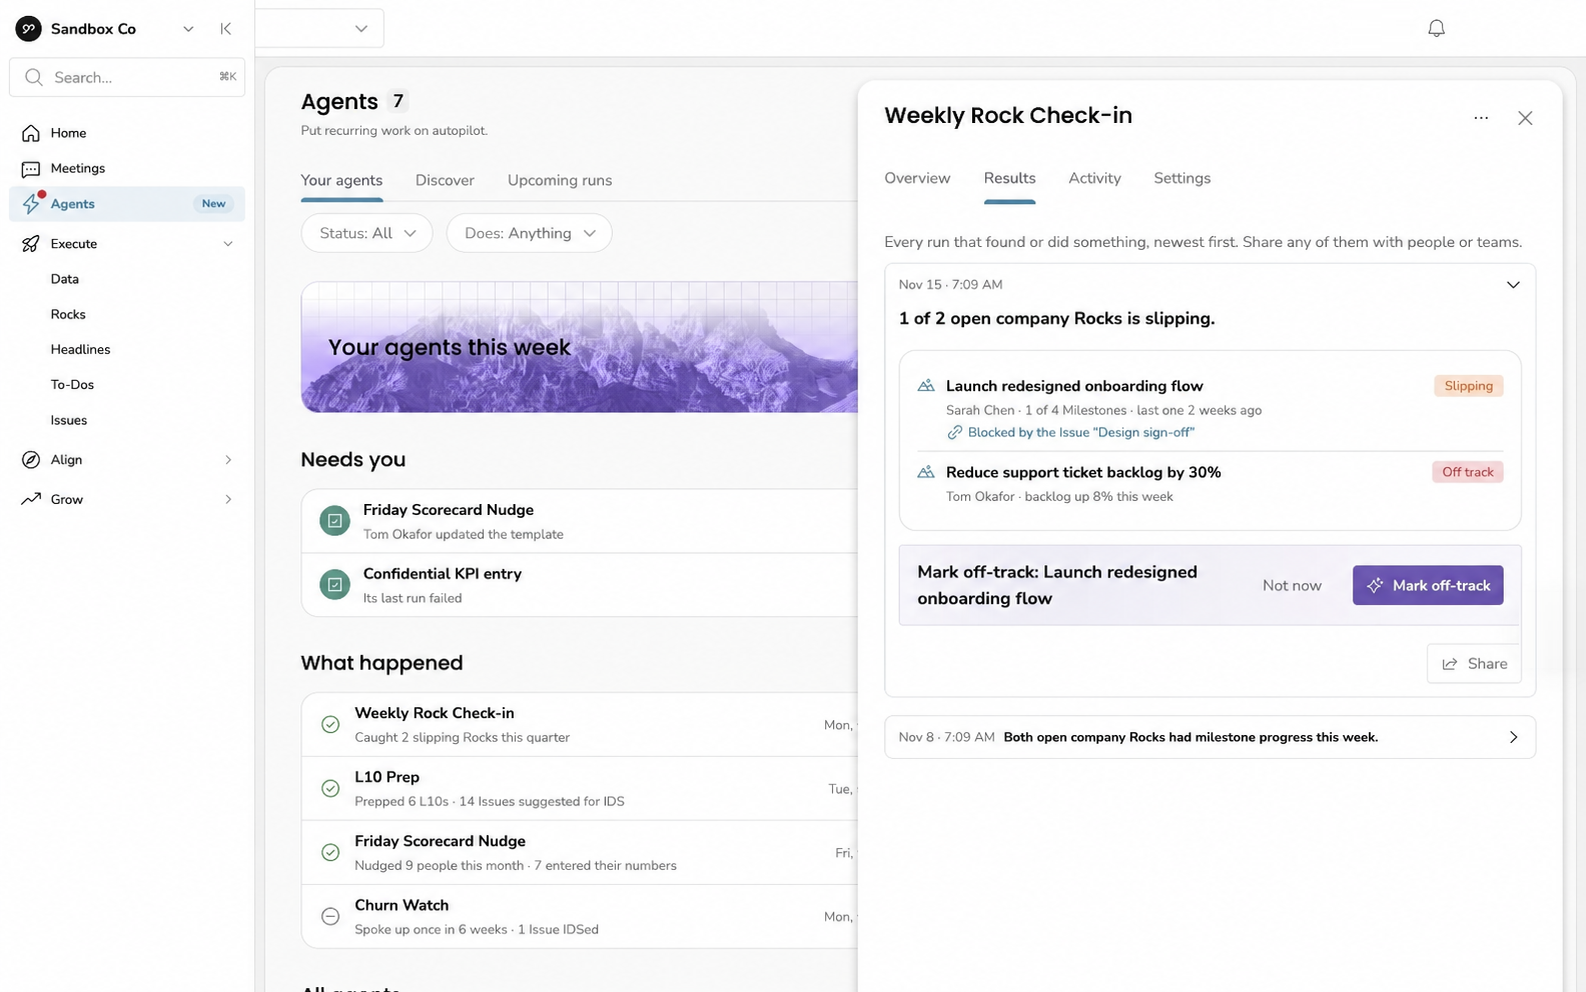 Sandbox Co
Search...
⌘K
Home
Meetings
Agents
New
Execute
Data
Rocks
Headlines
To-Dos
Issues
Align
Grow
Agents 7
Put recurring work on autopilot.
Your agents
Discover
Upcoming runs
Status: All
Does: Anything
Your agents this week
Needs you
Friday Scorecard Nudge
Tom Okafor updated the template
Confidential KPI entry
Its last run failed
What happened
Weekly Rock Check-in
Caught 2 slipping Rocks this quarter
Mon,
L10 Prep
Prepped 6 L10s · 14 Issues suggested for IDS
Tue,
Friday Scorecard Nudge
Nudged 9 people this month · 7 entered their numbers
Fri,
Churn Watch
Spoke up once in 6 weeks · 1 Issue IDSed
Mon,
All agents
Weekly Rock Check-in
Overview
Results
Activity
Settings
Every run that found or did something, newest first. Share any of them with people or teams.
Nov 15 · 7:09 AM
1 of 2 open company Rocks is slipping.
Launch redesigned onboarding flow
Slipping
Sarah Chen · 1 of 4 Milestones · last one 2 weeks ago
Blocked by the Issue "Design sign-off"
Reduce support ticket backlog by 30%
Off track
Tom Okafor · backlog up 8% this week
Mark off-track: Launch redesigned
onboarding flow
Not now
Mark off-track
Share
Nov 8 · 7:09 AM Both open company Rocks had milestone progress this week.